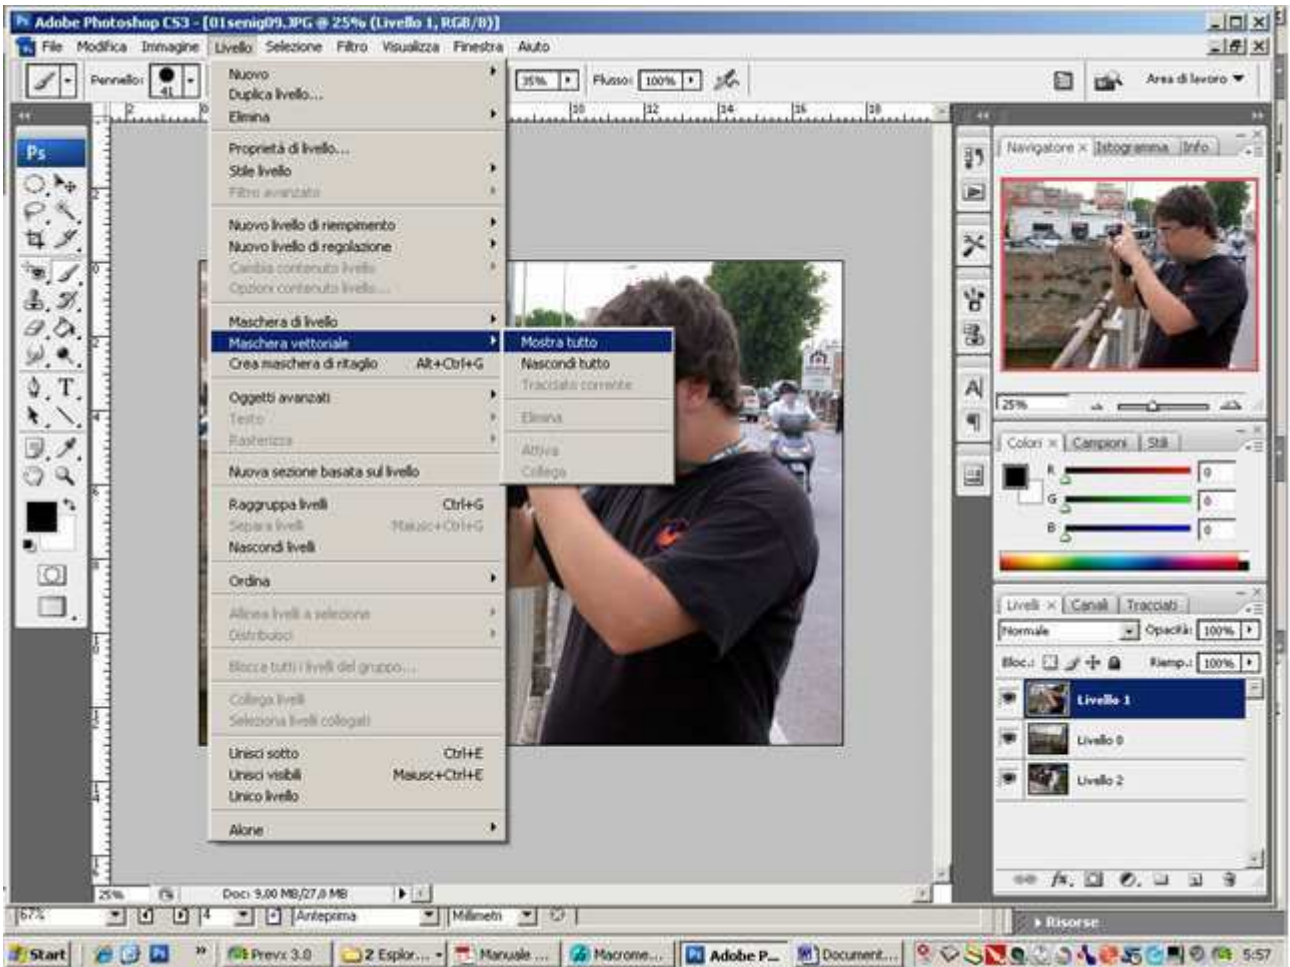 Adobe Photoshop CS3 - [01senig09.JPG @ 25% (Livello 1, RGB/8)]
File Modifica Immagine Livello Selezione Filtro Visualizza Finestra Aiuto
Pennello: 41 35% Flusso: 100% Area di lavoro
Ps
Nuovo
Duplica livello...
Elimina
Proprietà di livello...
Stile livello
Filtro avanzato
Nuovo livello di riempimento
Nuovo livello di regolazione
Cambia contenuto livello
Opzioni contenuto livello...
Maschera di livello
Maschera vettoriale
Crea maschera di ritaglio Alt+Ctrl+G
Oggetti avanzati
Testo
Rasterizza
Nuova sezione basata sul livello
Raggruppa livelli Ctrl+G
Separa livelli Maiusc+Ctrl+G
Nascondi livelli
Ordina
Allinea livelli a selezione
Distribuisci
Blocca tutti i livelli del gruppo...
Collega livelli
Seleziona livelli collegati
Unisci sotto Ctrl+E
Unisci visibili Maiusc+Ctrl+E
Unico livello
Alone
Mostra tutto
Nascondi tutto
Tracciato corrente
Elimina
Attiva
Collega
Navigatore Istogramma Info
25%
Colori Campioni Stili
R 0
G 0
B 0
Livelli Canali Tracciati
Normale Opacità: 100%
Bloc.: Riemp.: 100%
Livello 1
Livello 0
Livello 2
25% Doc: 9,00 MB/27,0 MB
67% 4 Anteprima Millimetri
Risorse
Start Prevx 3.0 2 Esplor... Manuale ... Macrome... Adobe P... Document... 5:57